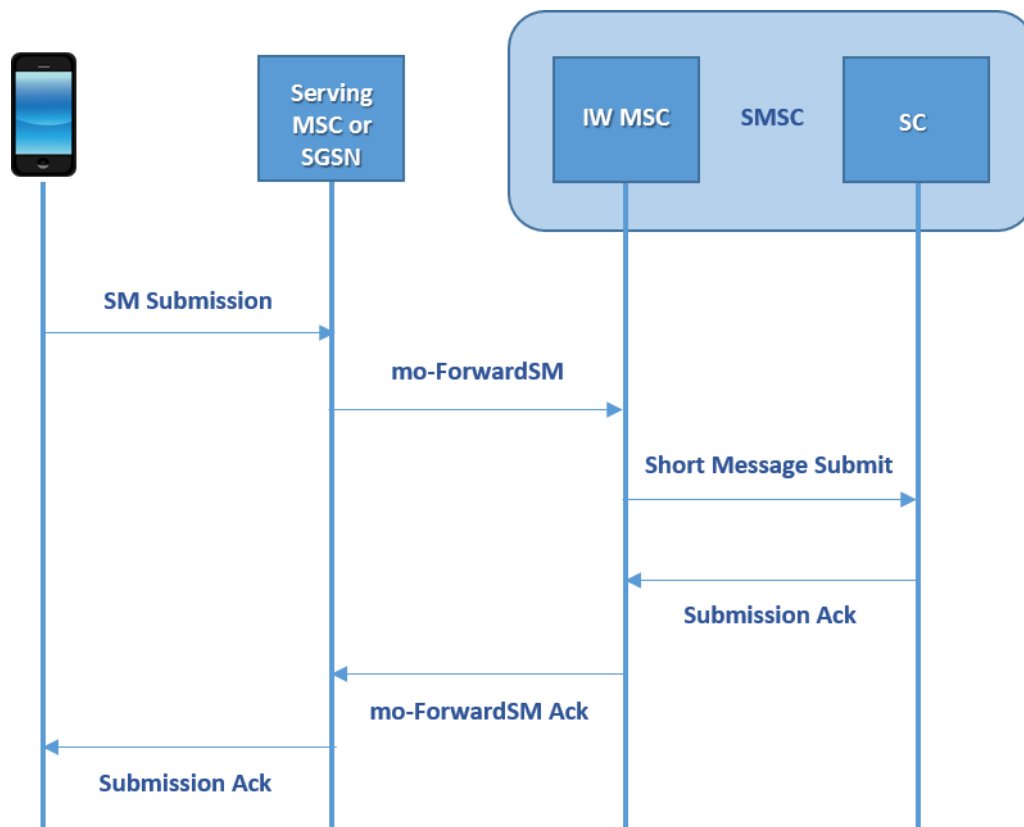 Serving
MSC or
SGSN
IW MSC
SMSC
SC
SM Submission
mo-ForwardSM
Short Message Submit
Submission Ack
mo-ForwardSM Ack
Submission Ack